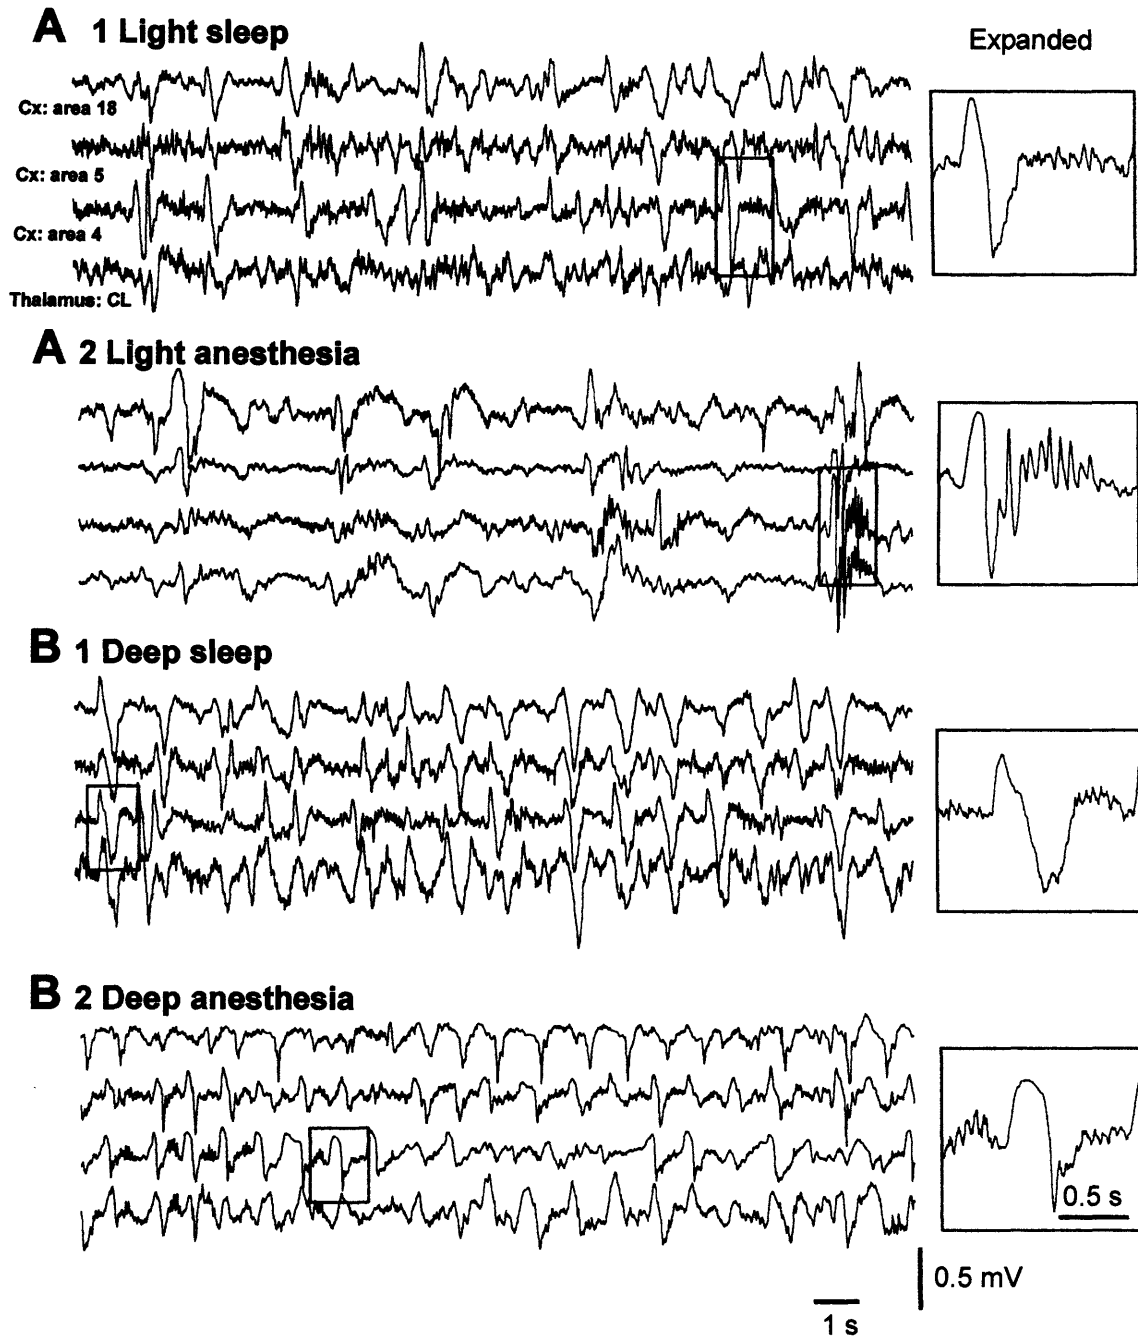 A 1 Light sleep
Expanded
Cx: area 18
Cx: area 5
Cx: area 4
Thalamus: CL
A 2 Light anesthesia
B 1 Deep sleep
B 2 Deep anesthesia
0.5 s
0.5 mV
1 s